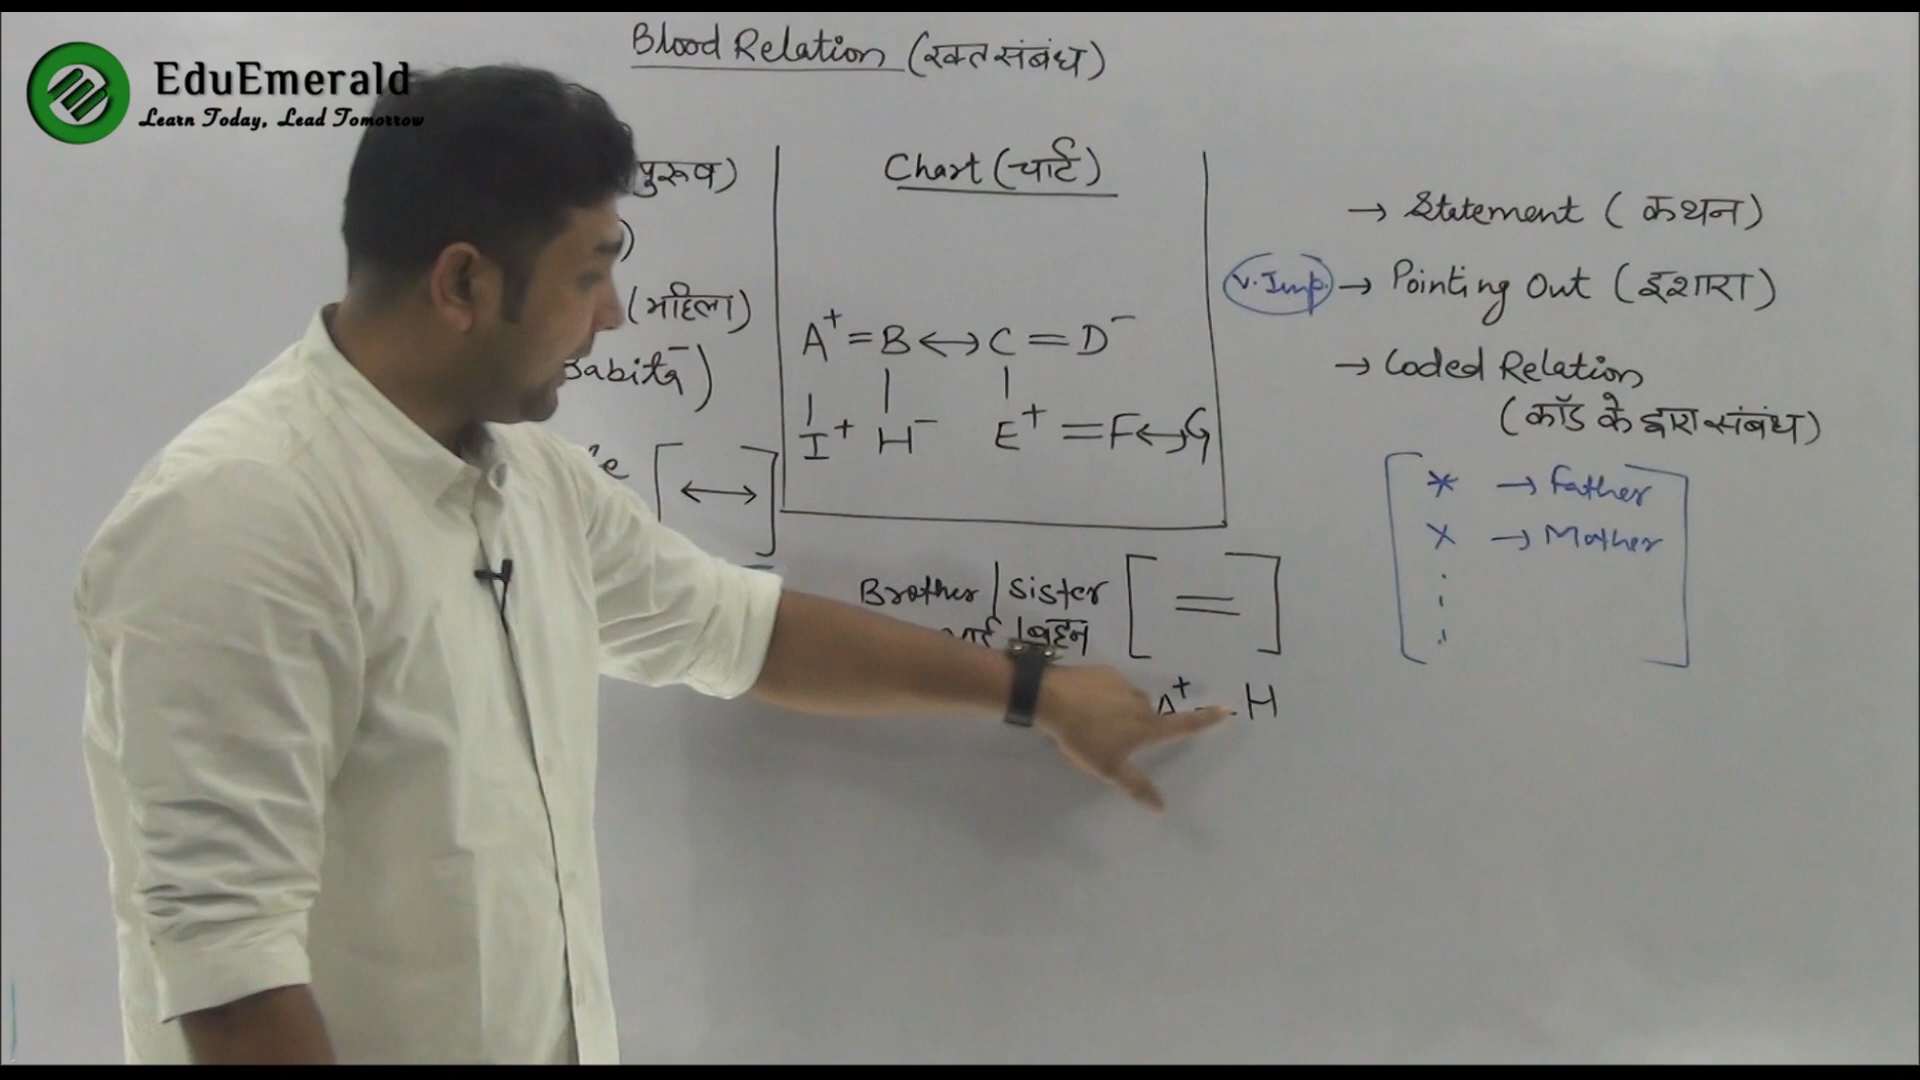 EduEmerald
Learn Today, Lead Tomorrow
Blood Relation (रक्त संबंध)
पुरूष)
)
(महिला)
Babita⁻)
[↔]
Chart (चार्ट)
A⁺ = B ↔ C = D⁻
I⁺ H⁻ E⁺ = F ↔ G
Brother | Sister [ = ]
भाई | बहन
A⁺ – H
→ Statement (कथन)
V. Imp. → Pointing Out (इशारा)
→ Coded Relation
(कॉड के द्वारा संबंध)
* → Father
× → Mother